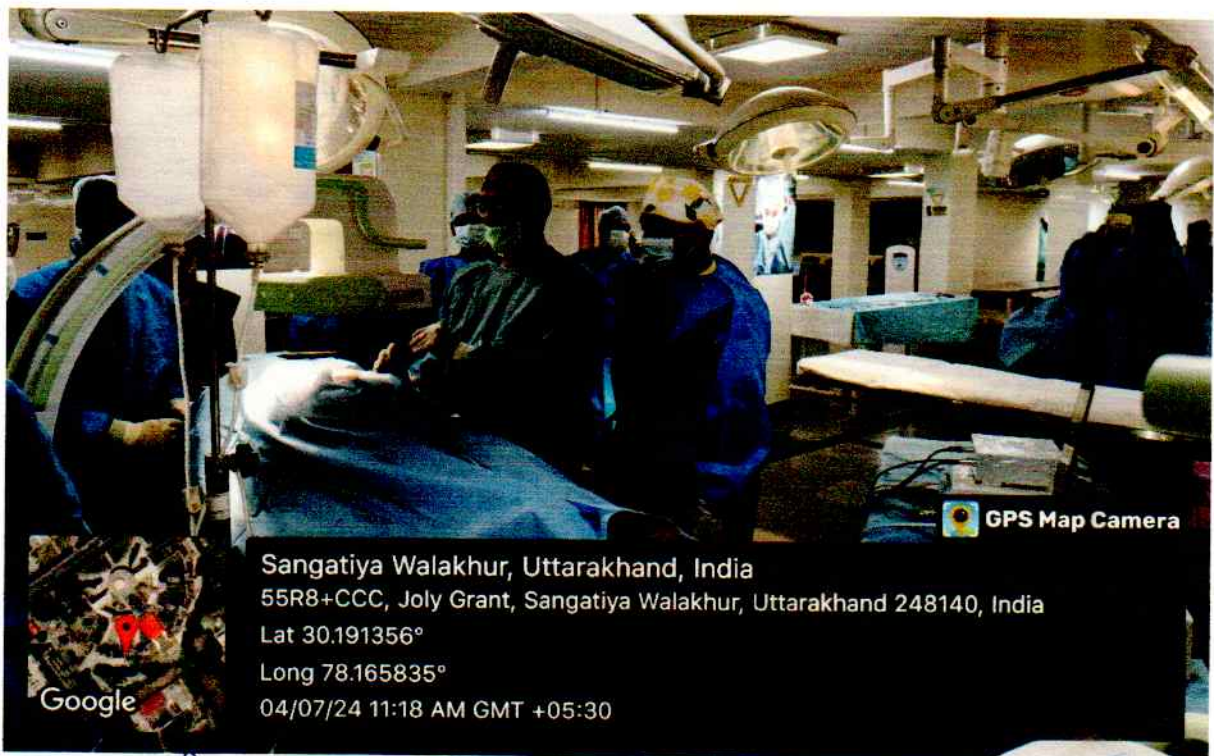 GPS Map Camera
Sangatiya Walakhur, Uttarakhand, India
55R8+CCC, Joly Grant, Sangatiya Walakhur, Uttarakhand 248140, India
Lat 30.191356°
Long 78.165835°
04/07/24 11:18 AM GMT +05:30
Google